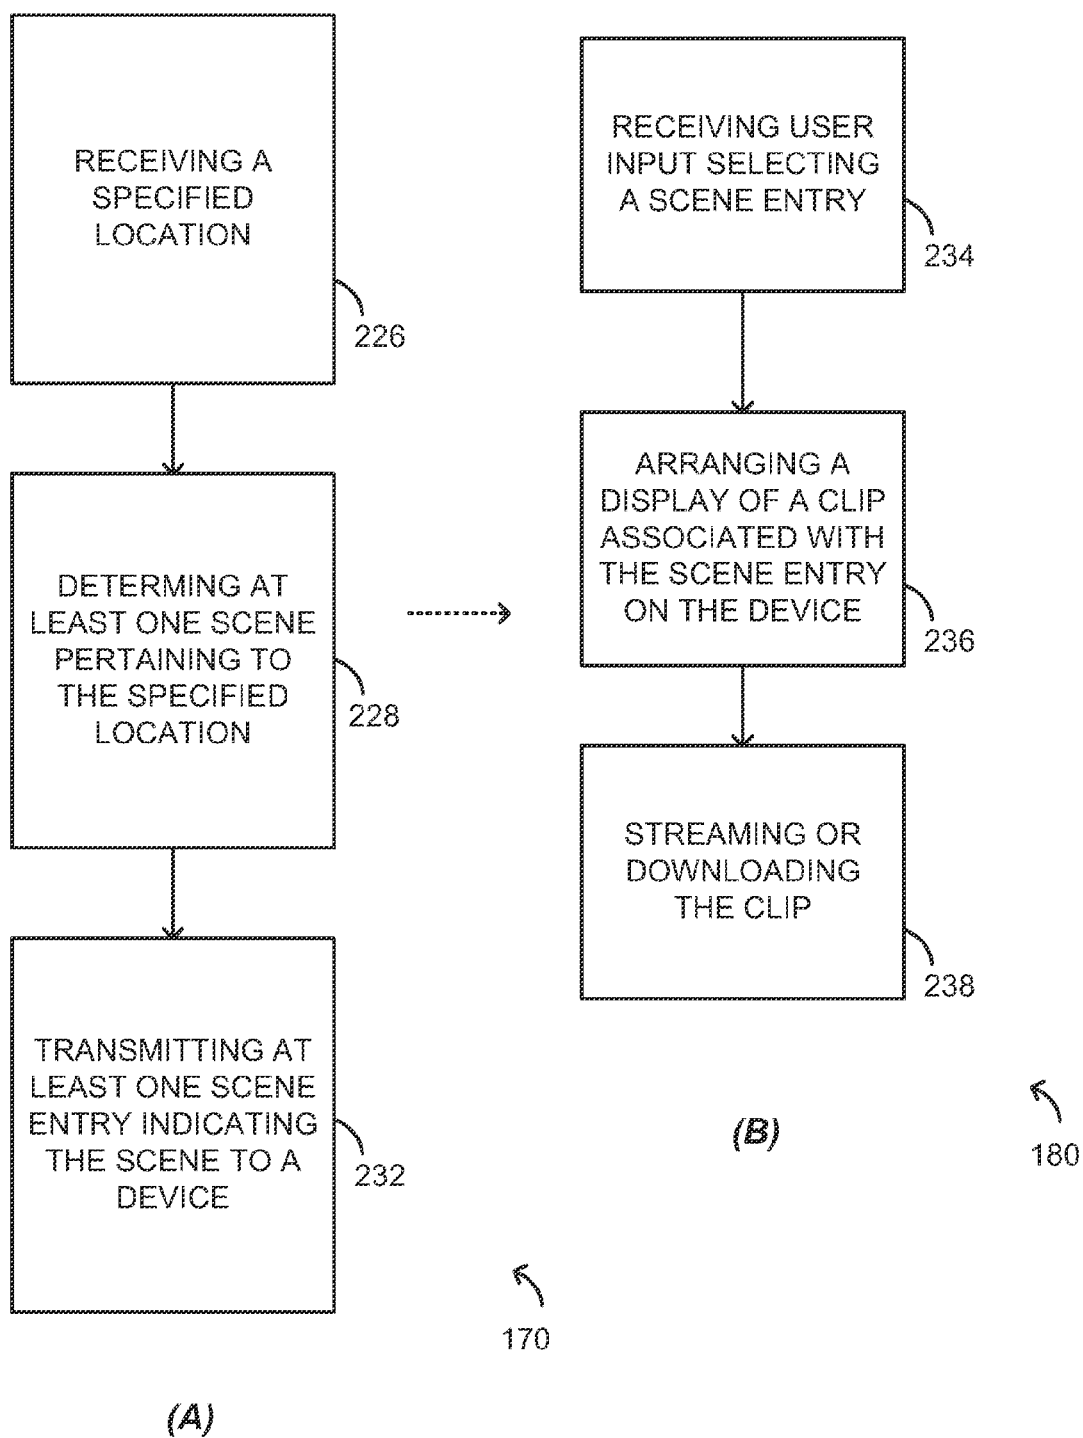 RECEIVING A
SPECIFIED
LOCATION
226
DETERMING AT
LEAST ONE SCENE
PERTAINING TO
THE SPECIFIED
LOCATION
228
TRANSMITTING AT
LEAST ONE SCENE
ENTRY INDICATING
THE SCENE TO A
DEVICE
232
170
(A)
RECEIVING USER
INPUT SELECTING
A SCENE ENTRY
234
ARRANGING A
DISPLAY OF A CLIP
ASSOCIATED WITH
THE SCENE ENTRY
ON THE DEVICE
236
STREAMING OR
DOWNLOADING
THE CLIP
238
(B)
180